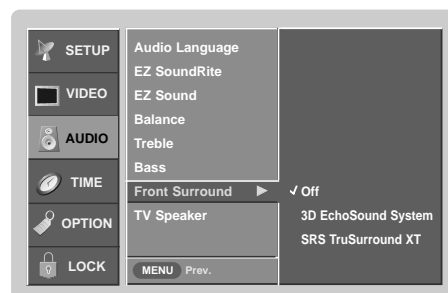 SETUP
VIDEO
AUDIO
TIME
OPTION
LOCK
Audio Language
EZ SoundRite
EZ Sound
Balance
Treble
Bass
Front Surround
TV Speaker
MENU Prev.
Off
3D EchoSound System
SRS TruSurround XT